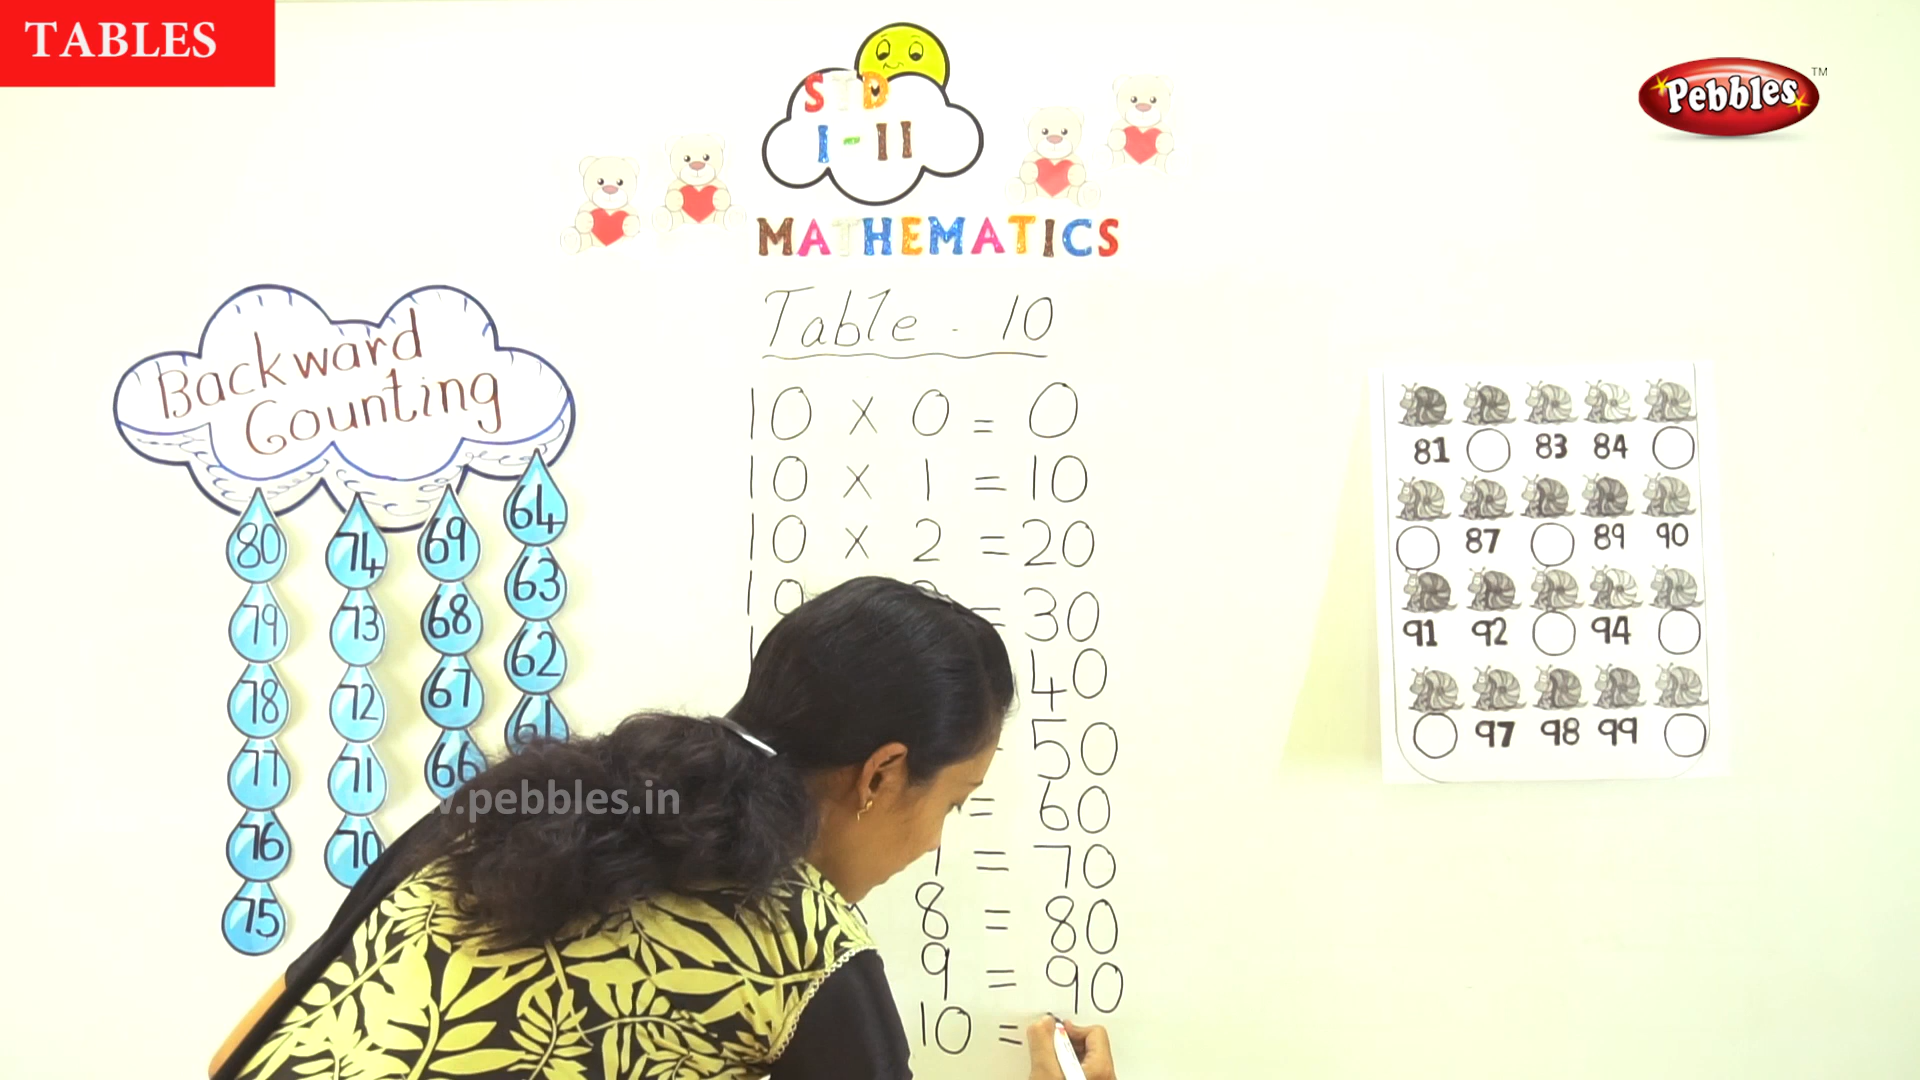 TABLES
Pebbles TM
STD
I-II
MATHEMATICS
Backward
Counting
80 74 69 64
79 73 68 63
78 72 67 62
77 71 66 61
76 70
75
Table - 10
10 x 0 = 0
10 x 1 = 10
10 x 2 = 20
= 30
40
50
= 60
= 70
8 = 80
9 = 90
10 =
81 83 84
87 89 90
91 92 94
97 98 99
.pebbles.in